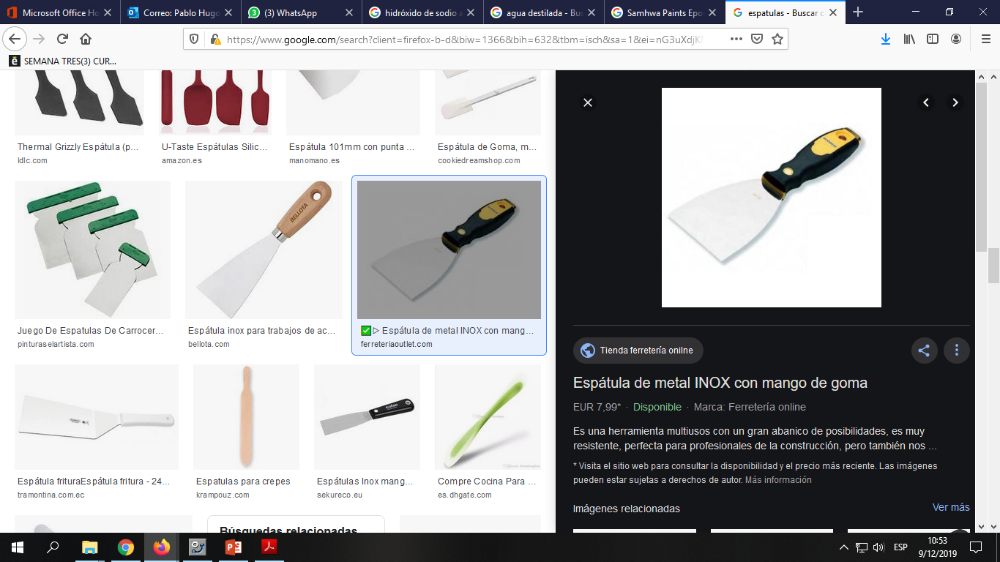 Microsoft Office Ho
Correo: Pablo Hugo
(3) WhatsApp
hidróxido de sodio a
agua destilada - Bus
Samhwa Paints Epo
espatulas - Buscar c
https://www.google.com/search?client=firefox-b-d&biw=1366&bih=632&tbm=isch&sa=1&ei=nG3uXdjKN
SEMANA TRES(3) CUR...
Thermal Grizzly Espátula (p...
ldlc.com
U-Taste Espátulas Silic...
amazon.es
Espátula 101mm con punta ...
manomano.es
Espátula de Goma, m...
cookiedreamshop.com
BELLOTA
Juego De Espatulas De Carrocer...
pinturaselartista.com
Espátula inox para trabajos de ac...
bellota.com
✅▷ Espátula de metal INOX con mang...
ferreteriaoutlet.com
cofan
Espátula frituraEspátula fritura - 24...
tramontina.com.ec
Espatulas para crepes
krampouz.com
Espátulas Inox mang...
sekureco.eu
Compre Cocina Para ...
es.dhgate.com
Búsquedas relacionadas
Tienda ferretería onilne
Espátula de metal INOX con mango de goma
EUR 7,99* · Disponible · Marca: Ferretería online
Es una herramienta multiusos con un gran abanico de posibilidades, es muy
resistente, perfecta para profesionales de la construcción, pero también nos ...
* Visita el sitio web para consultar la disponibilidad y el precio más reciente. Las imágenes
pueden estar sujetas a derechos de autor. Más información
Imágenes relacionadas
Ver más
ESP
10:53
9/12/2019